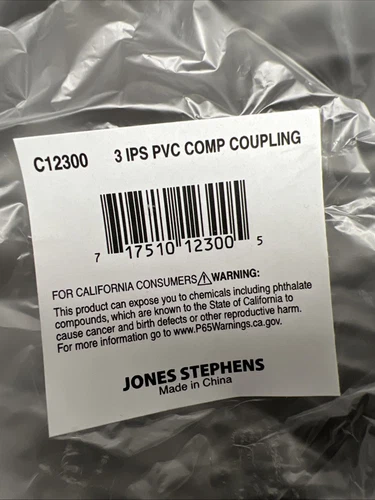 C12300 3 IPS PVC COMP COUPLING
7 17510 12300 5
FOR CALIFORNIA CONSUMERS ⚠WARNING:
This product can expose you to chemicals including phthalate
compounds, which are known to the State of California to
cause cancer and birth defects or other reproductive harm.
For more information go to www.P65Warnings.ca.gov.
JONES STEPHENS
Made in China